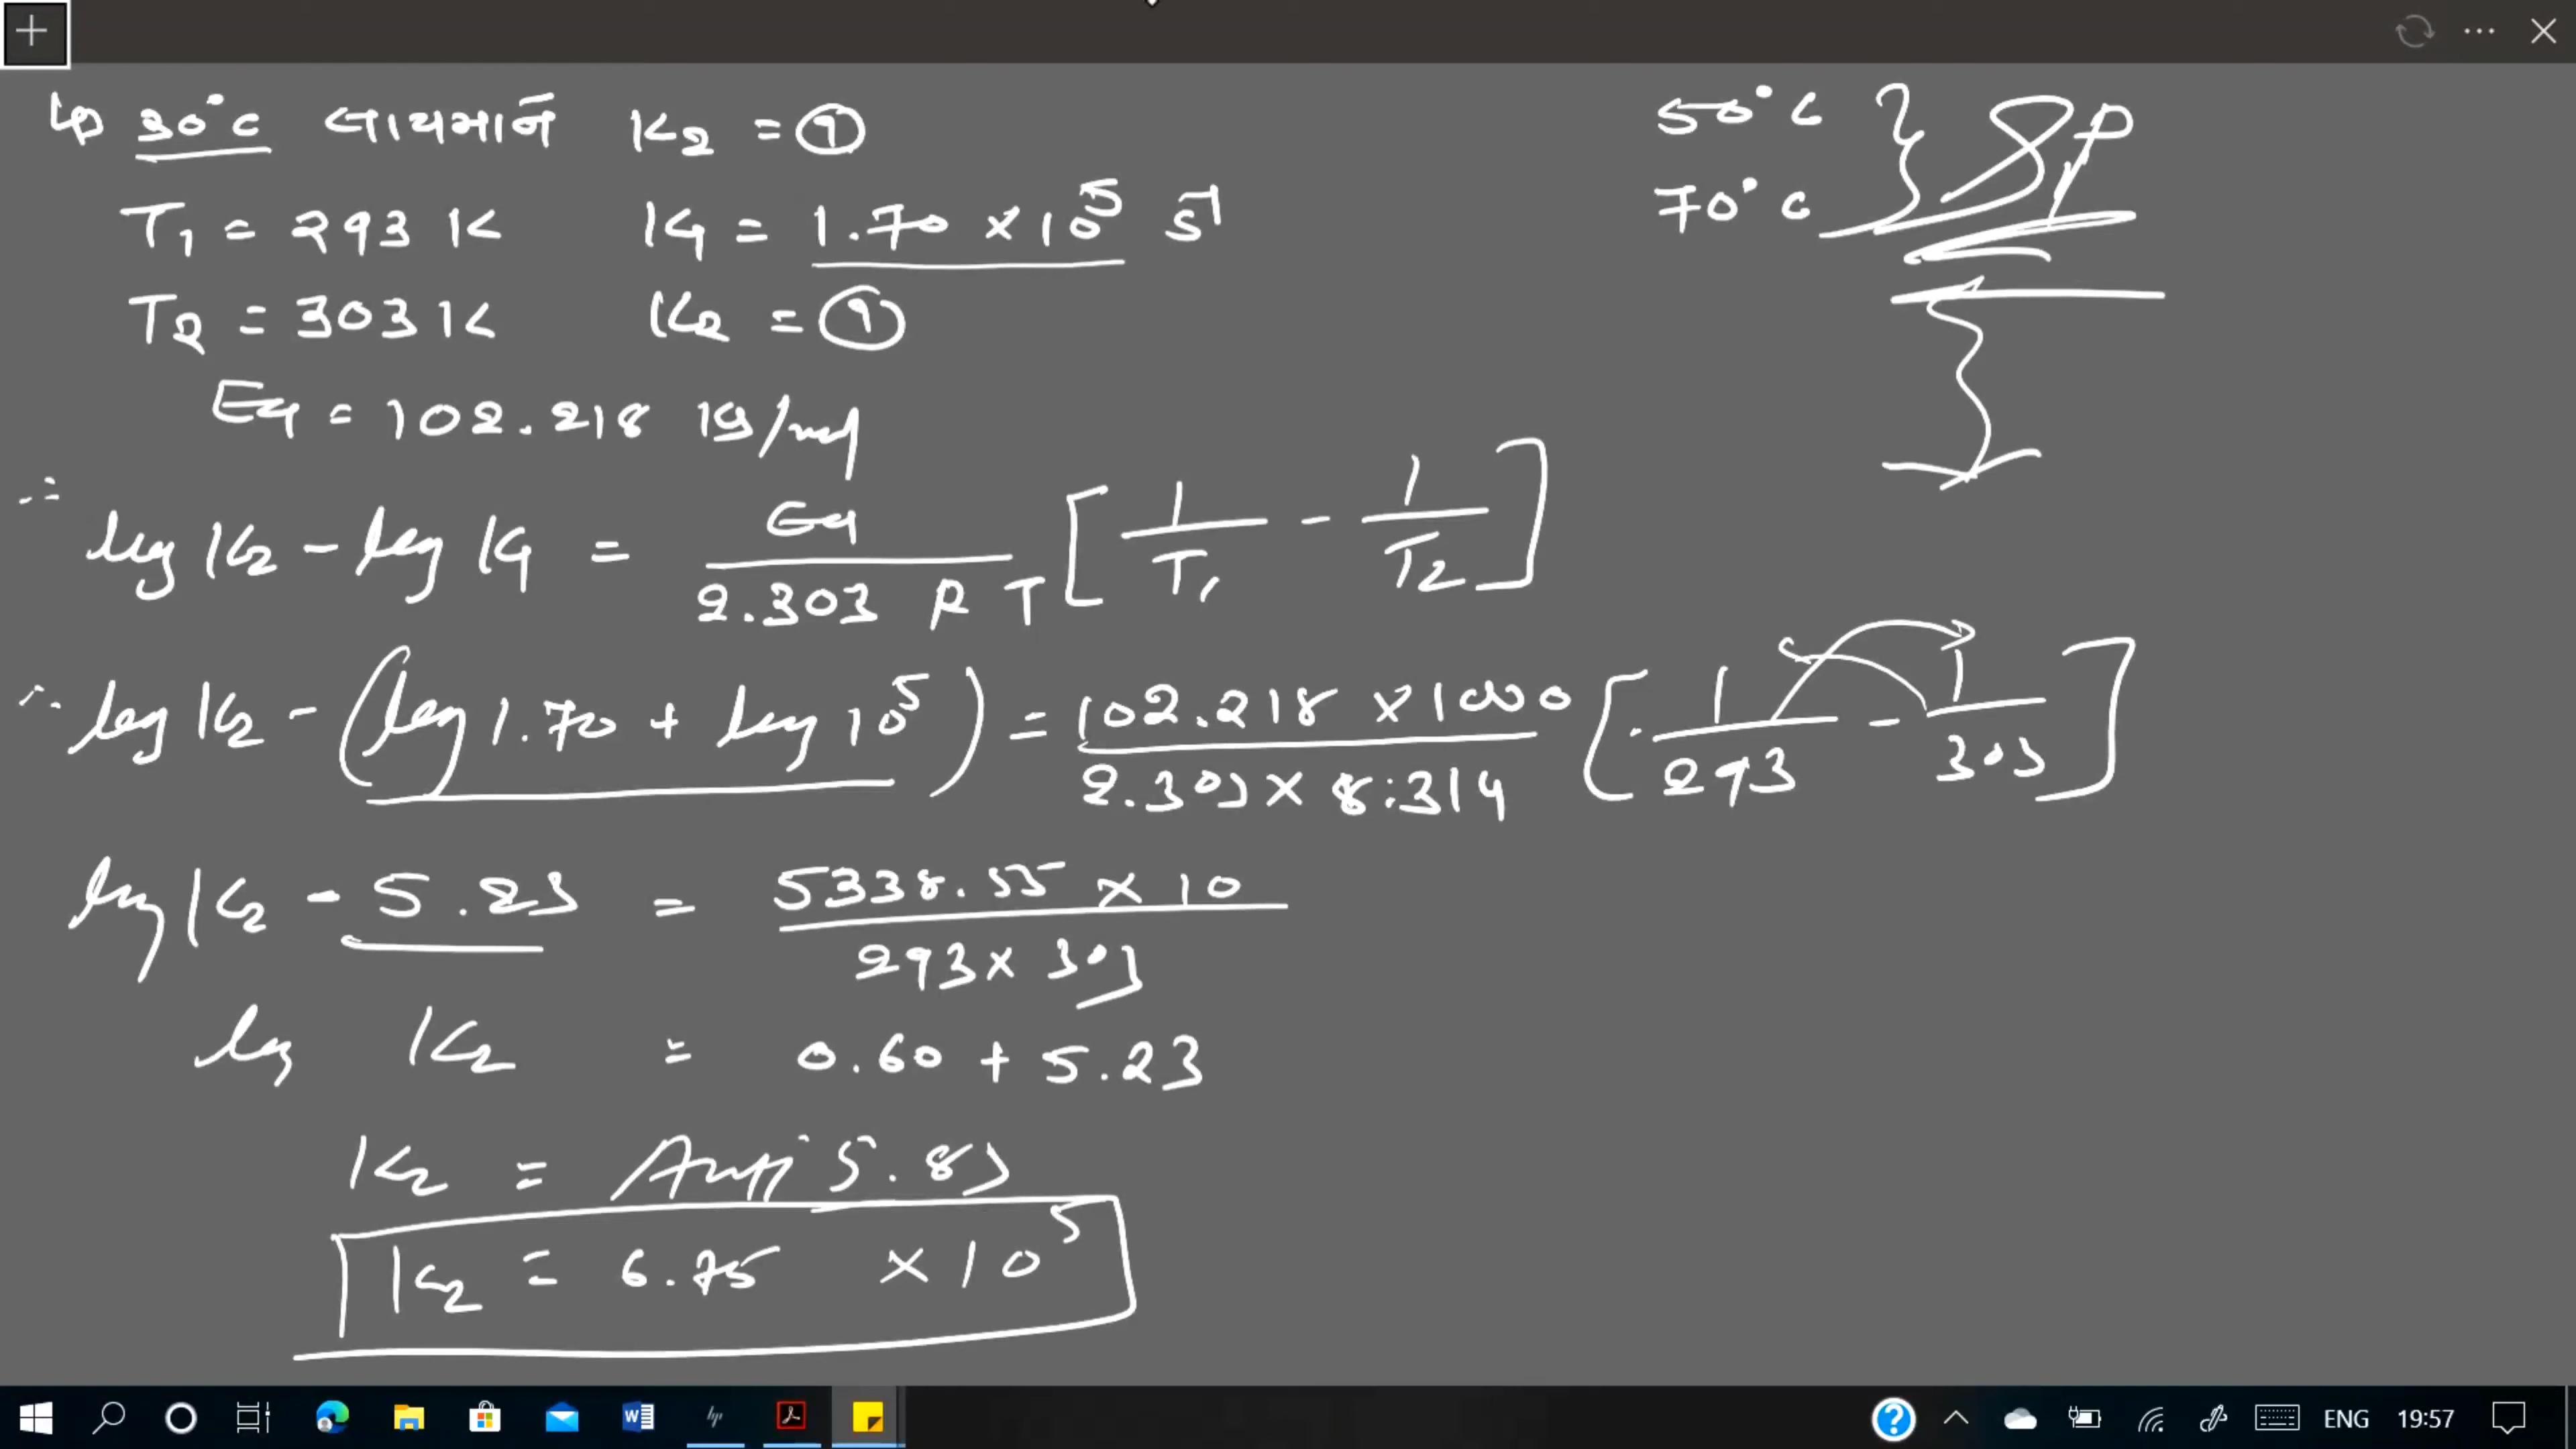 ↳ 30°C તાપમાને K₂ = ?
T₁ = 293 K K₁ = 1.70 × 10⁵ s⁻¹
T₂ = 303 K K₂ = ?
Ea = 102.218 KJ/mol
∴ log K₂ - log K₁ = Ea / 2.303 R T [ 1/T₁ - 1/T₂ ]
∴ log K₂ - (log 1.70 + log 10⁵) = 102.218 × 1000 / 2.303 × 8.314 [ 1/293 - 1/303 ]
log K₂ - 5.23 = 5338.55 × 10 / 293 × 303
log K₂ = 0.60 + 5.23
K₂ = Anti 5.83
K₂ = 6.75 × 10⁵
50°C
70°C
ENG 19:57